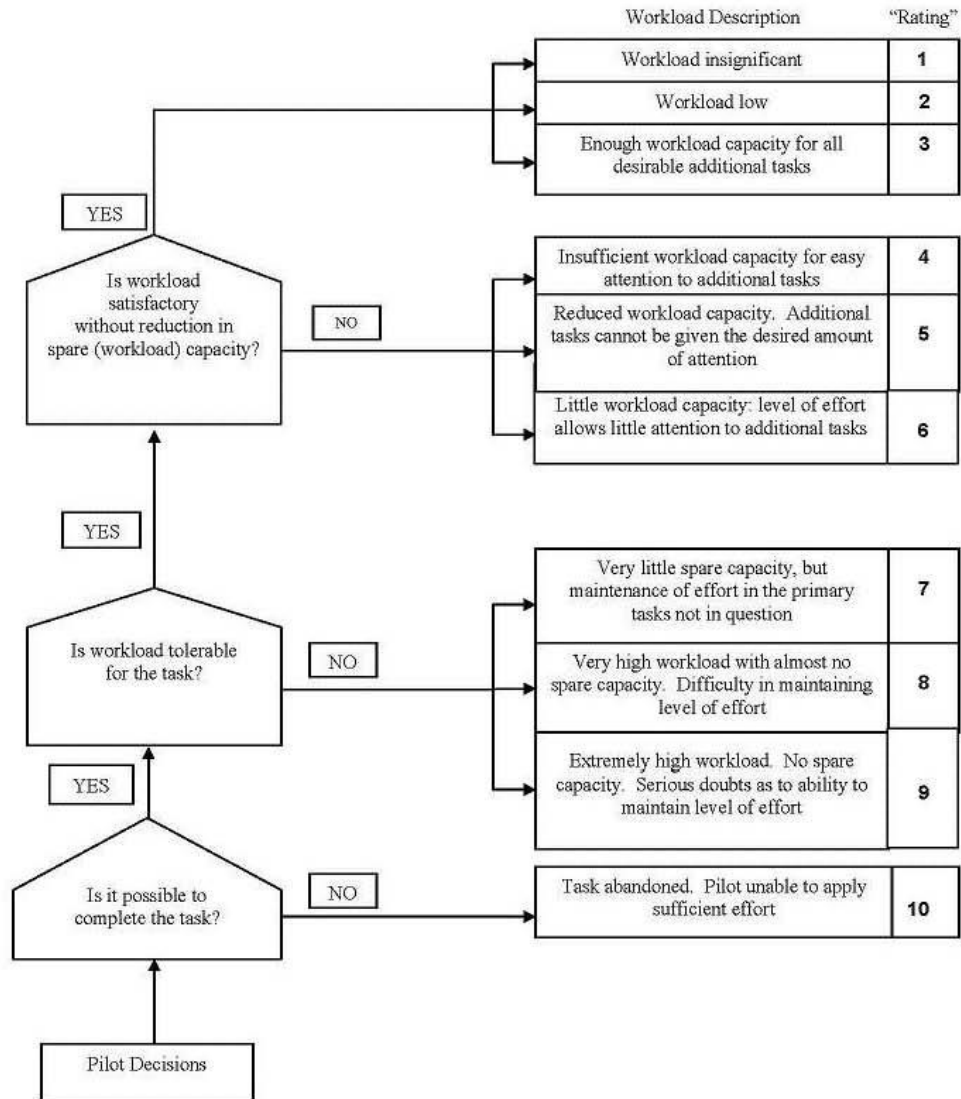 Workload Description “Rating”
Workload insignificant 1
Workload low 2
Enough workload capacity for all 3
desirable additional tasks
YES
Is workload
satisfactory
without reduction in
spare (workload) capacity?
NO
Insufficient workload capacity for easy 4
attention to additional tasks
Reduced workload capacity. Additional
tasks cannot be given the desired amount 5
of attention
Little workload capacity: level of effort
allows little attention to additional tasks 6
YES
Is workload tolerable
for the task?
NO
Very little spare capacity, but
maintenance of effort in the primary 7
tasks not in question
Very high workload with almost no
spare capacity. Difficulty in maintaining 8
level of effort
Extremely high workload. No spare
capacity. Serious doubts as to ability to 9
maintain level of effort
YES
Is it possible to
complete the task?
NO
Task abandoned. Pilot unable to apply
sufficient effort 10
Pilot Decisions